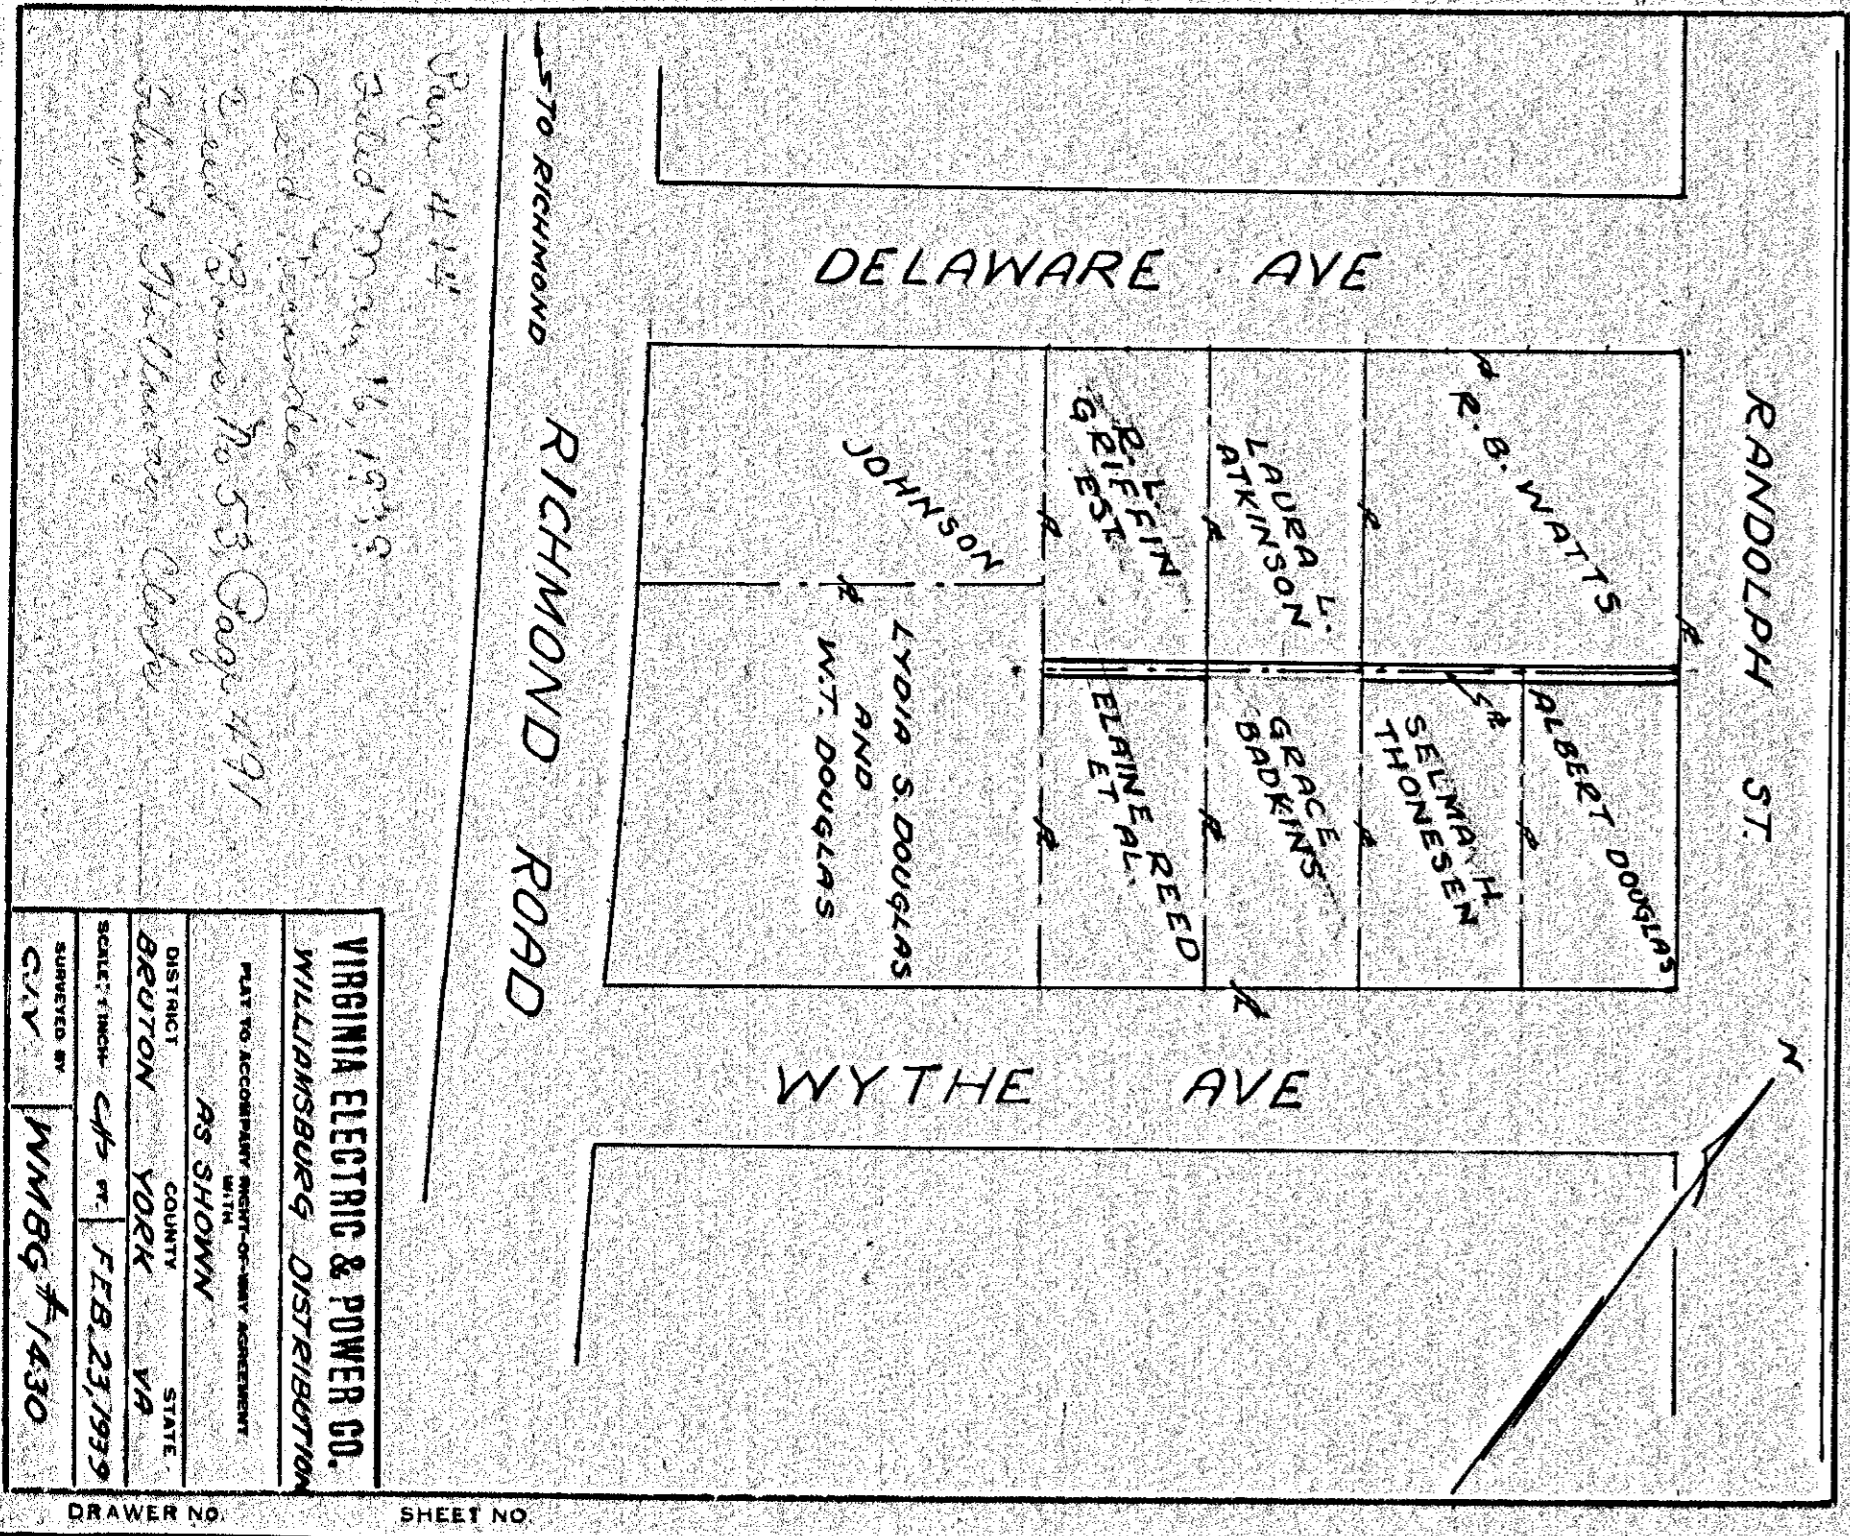 RANDOLPH ST.
DELAWARE AVE
R. B. WATTS
LAURA L.
ATKINSON
R. L.
GRIFFIN
EST.
JOHNSON
ALBERT DOUGLAS
SELMA H.
THONESEN
GRACE
BADKINS
ELAINE REED
ET AL.
LYDIA S. DOUGLAS
AND
W.T. DOUGLAS
WYTHE AVE
N
TO RICHMOND
RICHMOND ROAD
Page 4
Filed Mar. 16, 1939
Deed
Deed No 53 Page 491
Clerk
VIRGINIA ELECTRIC & POWER CO.
WILLIAMSBURG DISTRIBUTION
PLAT TO ACCOMPANY RIGHT-OF-WAY AGREEMENT
WITH
AS SHOWN
DISTRICT COUNTY STATE
BRUTON YORK VA
SCALE: 1 INCH= FT. FEB. 23, 1939
SURVEYED BY
WMBG #1430
DRAWER NO. SHEET NO.